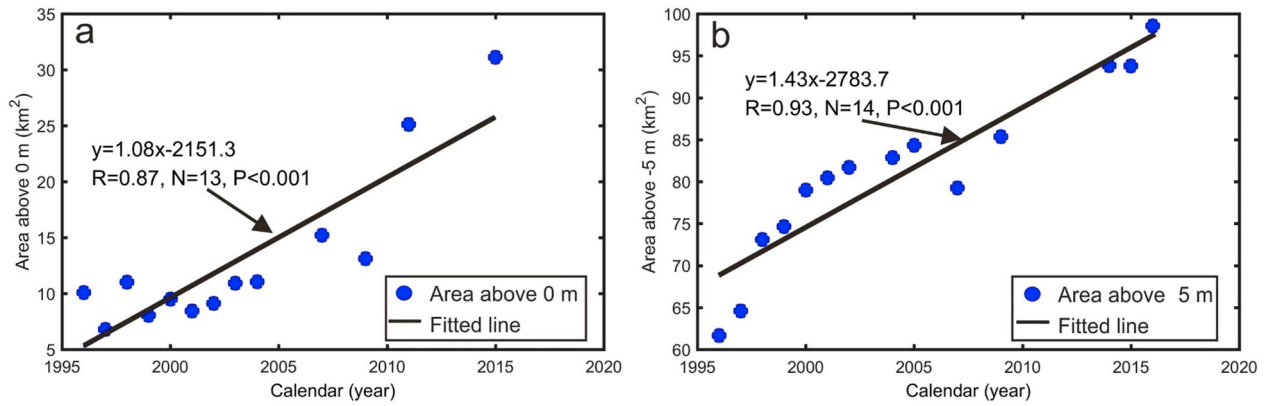 a
35
30
25
20
15
10
5
Area above 0 m (km²)
y=1.08x-2151.3
R=0.87, N=13, P<0.001
Area above 0 m
Fitted line
1995 2000 2005 2010 2015 2020
Calendar (year)
b
100
95
90
85
80
75
70
65
60
Area above -5 m (km²)
y=1.43x-2783.7
R=0.93, N=14, P<0.001
Area above 5 m
Fitted line
1995 2000 2005 2010 2015 2020
Calendar (year)